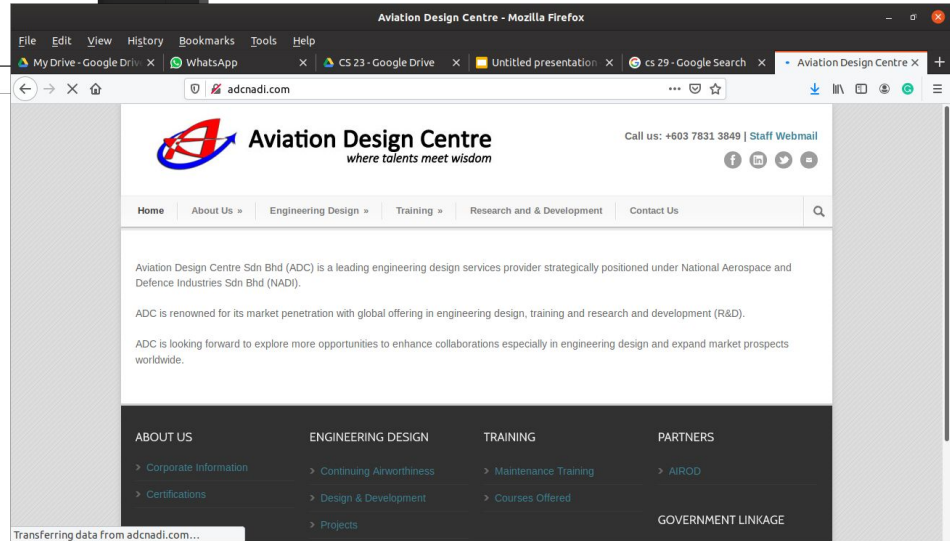 Aviation Design Centre - Mozilla Firefox
File Edit View History Bookmarks Tools Help
My Drive - Google Drive
WhatsApp
CS 23 - Google Drive
Untitled presentation
cs 29 - Google Search
Aviation Design Centre
adcnadi.com
Aviation Design Centre
where talents meet wisdom
Call us: +603 7831 3849 | Staff Webmail
Home About Us » Engineering Design » Training » Research and & Development Contact Us
Aviation Design Centre Sdn Bhd (ADC) is a leading engineering design services provider strategically positioned under National Aerospace and
Defence Industries Sdn Bhd (NADI).
ADC is renowned for its market penetration with global offering in engineering design, training and research and development (R&D).
ADC is looking forward to explore more opportunities to enhance collaborations especially in engineering design and expand market prospects
worldwide.
ABOUT US
> Corporate Information
> Certifications
ENGINEERING DESIGN
> Continuing Airworthiness
> Design & Development
> Projects
TRAINING
> Maintenance Training
> Courses Offered
PARTNERS
> AIROD
GOVERNMENT LINKAGE
Transferring data from adcnadi.com...